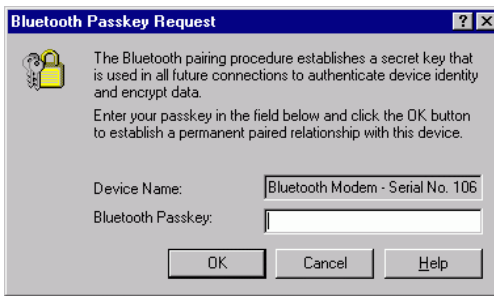 Bluetooth Passkey Request
The Bluetooth pairing procedure establishes a secret key that
is used in all future connections to authenticate device identity
and encrypt data.
Enter your passkey in the field below and click the OK button
to establish a permanent paired relationship with this device.
Device Name: Bluetooth Modem - Serial No. 106
Bluetooth Passkey:
OK Cancel Help